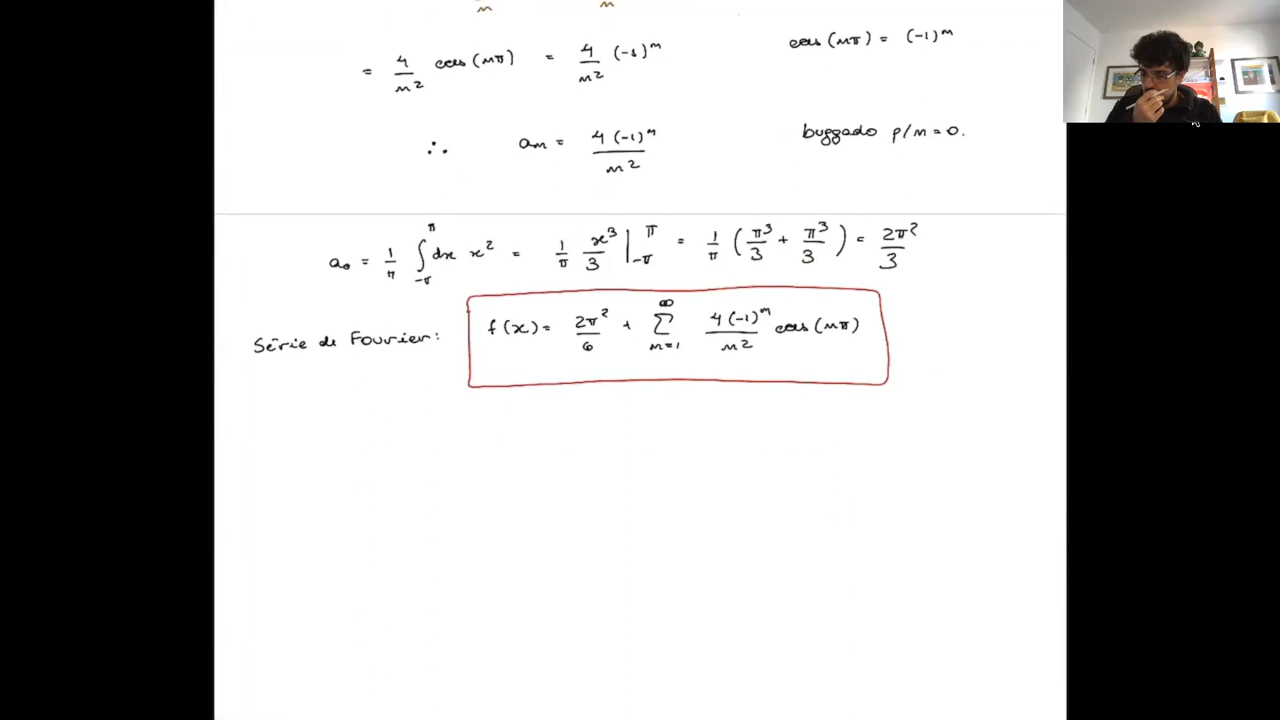 = 4/m² cos(mπ) = 4/m² (-1)^m cos(mπ) = (-1)^m
∴ am = 4(-1)^m/m² buggado p/m=0.
a₀ = 1/π ∫_{-π}^{π} dx x² = 1/π x³/3 |_{-π}^{π} = 1/π (π³/3 + π³/3) = 2π²/3
Série de Fourier: f(x) = 2π²/6 + ∑_{m=1}^{∞} 4(-1)^m/m² cos(mπ)